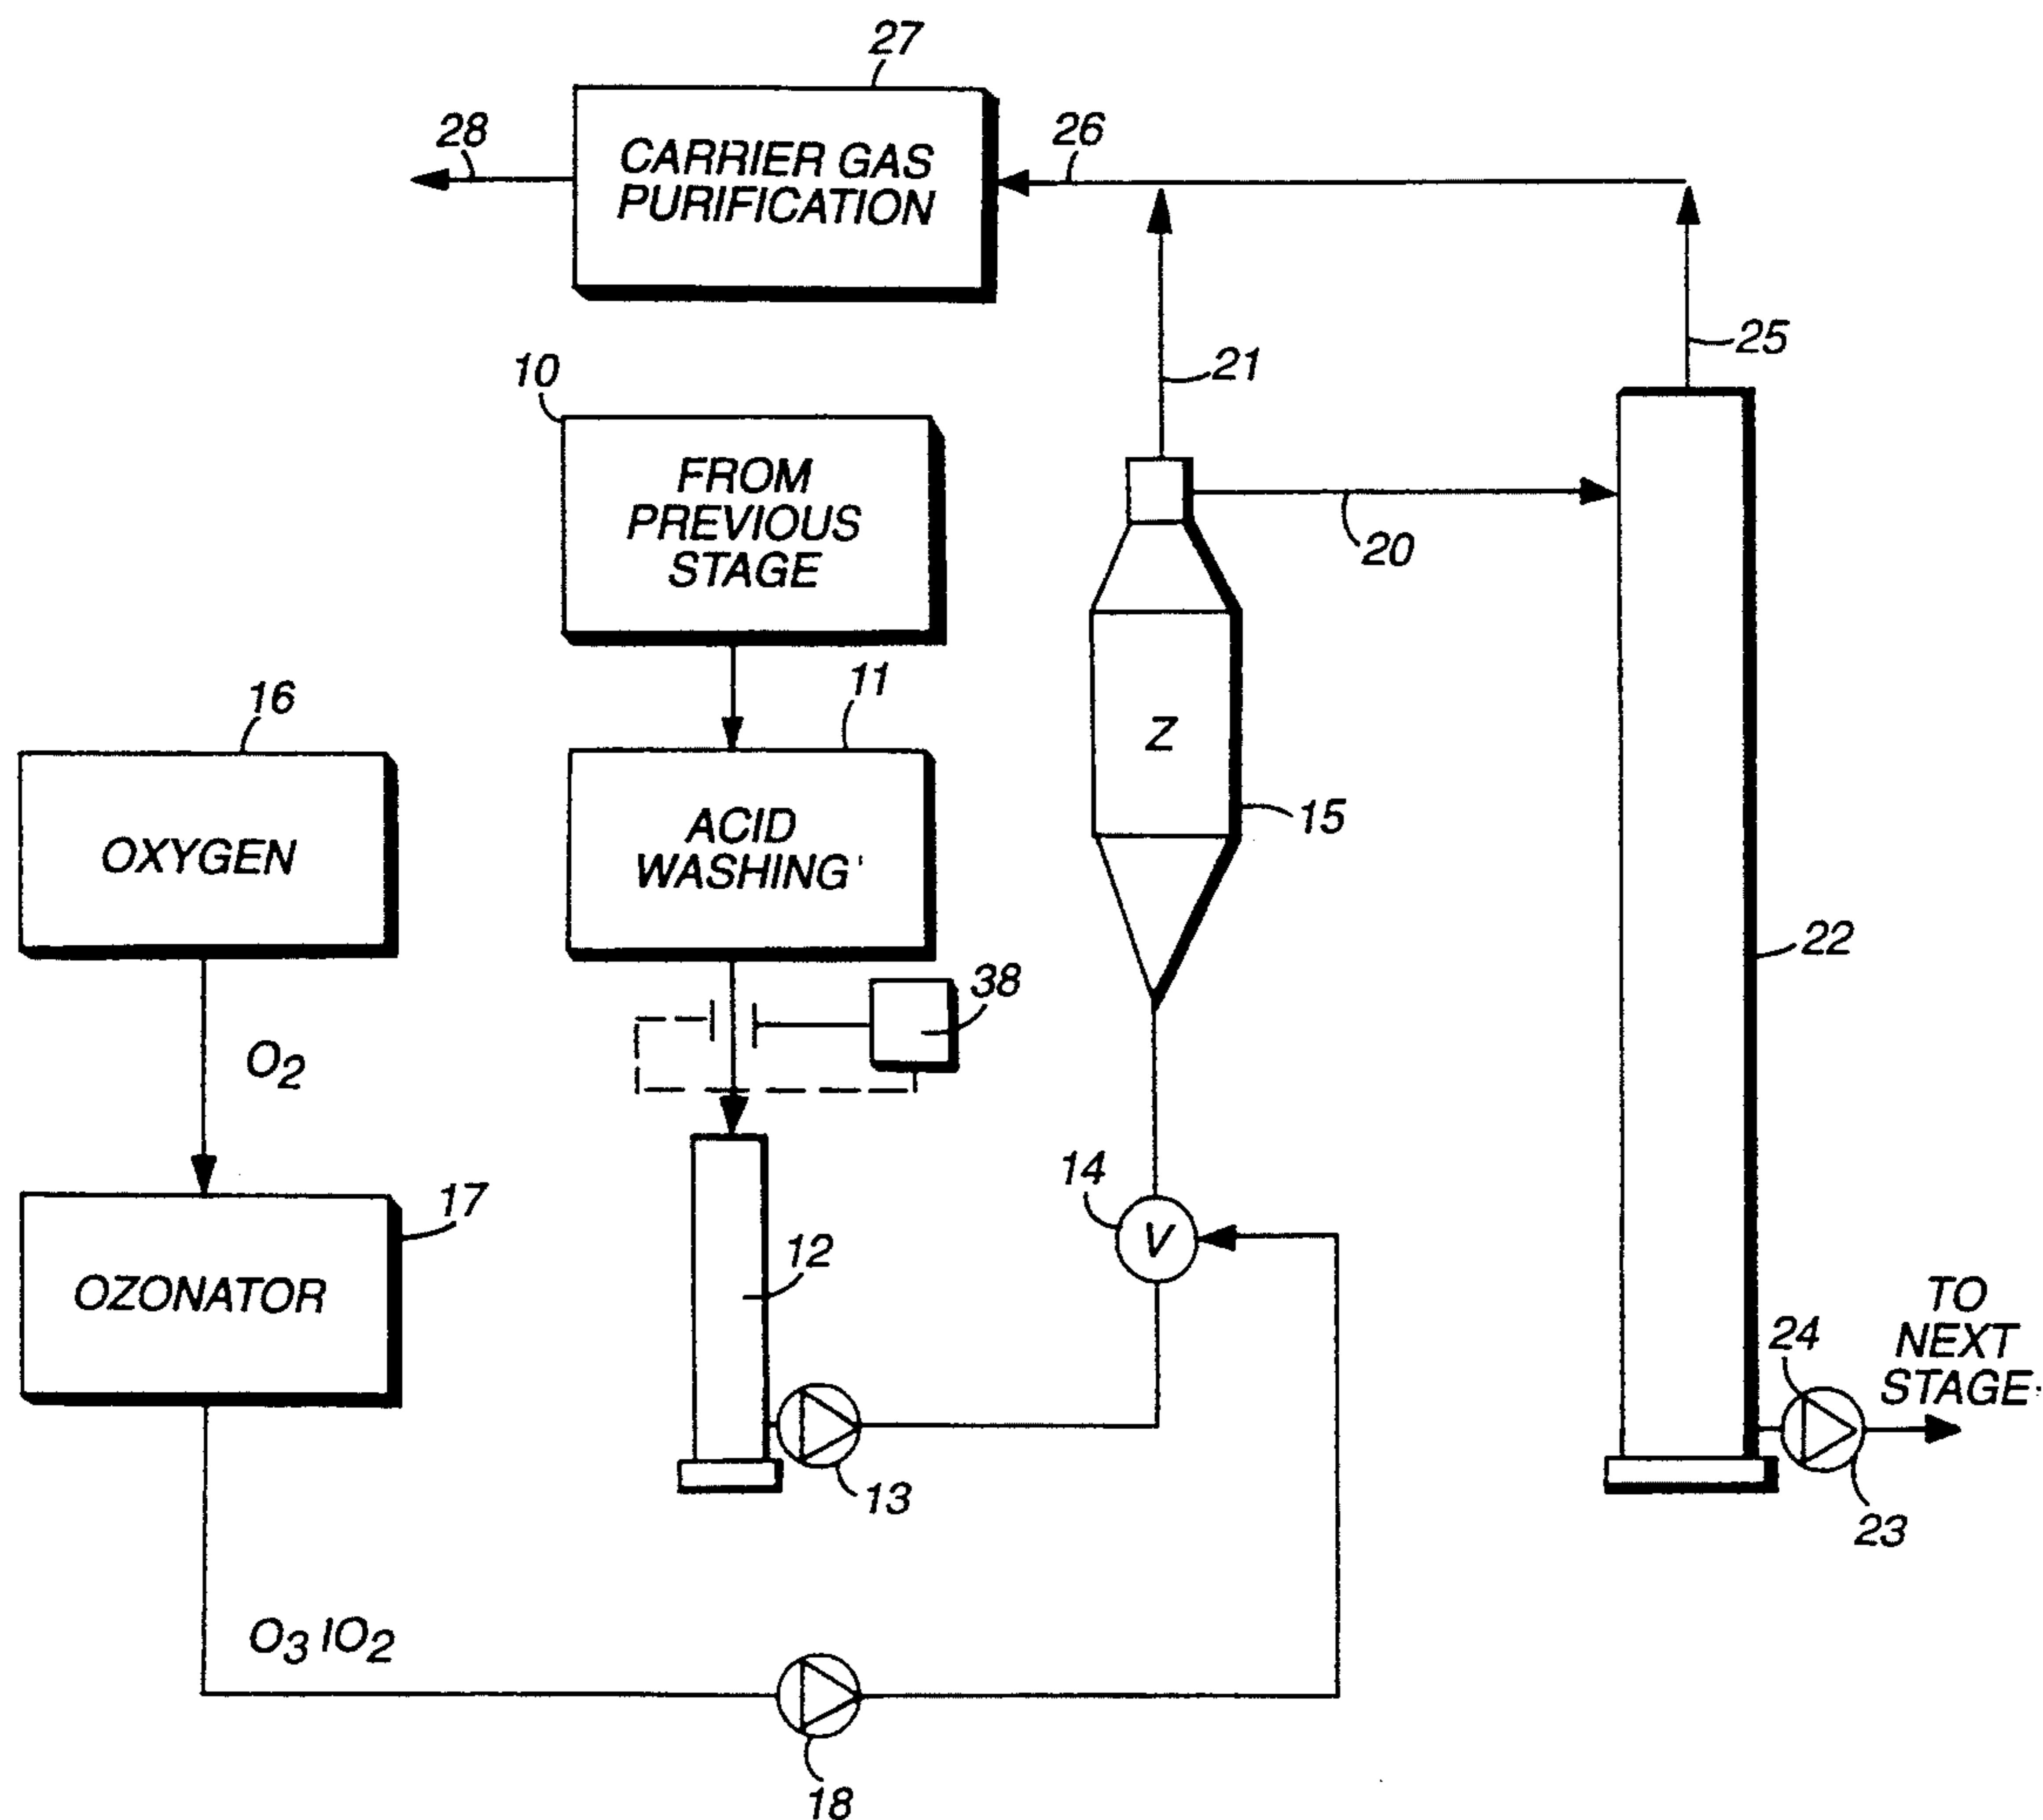 27
28
CARRIER GAS
PURIFICATION
26
25
21
10
FROM
PREVIOUS
STAGE
20
11
16
Z
15
ACID
WASHING
OXYGEN
22
38
O2
14
17
V
12
OZONATOR
TO
NEXT
STAGE
24
13
23
O3 IO2
18